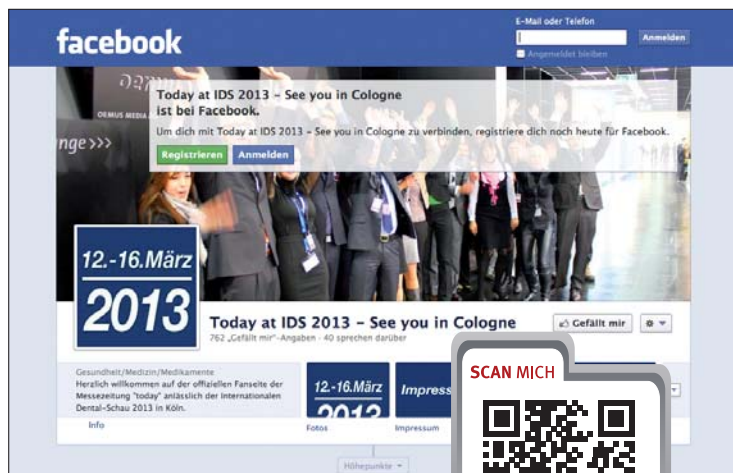 facebook
E-Mail oder Telefon
Anmelden
Angemeldet bleiben
OEMUS MEDIA
nge >>>
Today at IDS 2013 – See you in Cologne
ist bei Facebook.
Um dich mit Today at IDS 2013 – See you in Cologne zu verbinden, registriere dich noch heute für Facebook.
Registrieren Anmelden
12.-16.März
2013
Today at IDS 2013 – See you in Cologne
762 „Gefällt mir“-Angaben · 40 sprechen darüber
Gefällt mir
Gesundheit/Medizin/Medikamente
Herzlich willkommen auf der offiziellen Fanseite der
Messezeitung "today" anlässlich der Internationalen
Dental-Schau 2013 in Köln.
Info
12.-16.März
2013
Fotos
Impress
Impressum
SCAN MICH
Höhepunkte